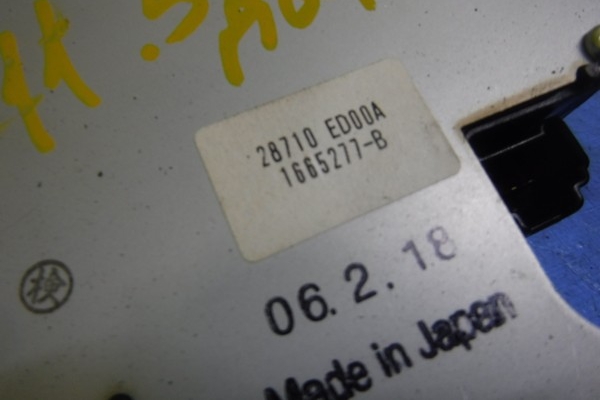 28710 ED00A
1665277-B
検
06.2.18
Made in Japan